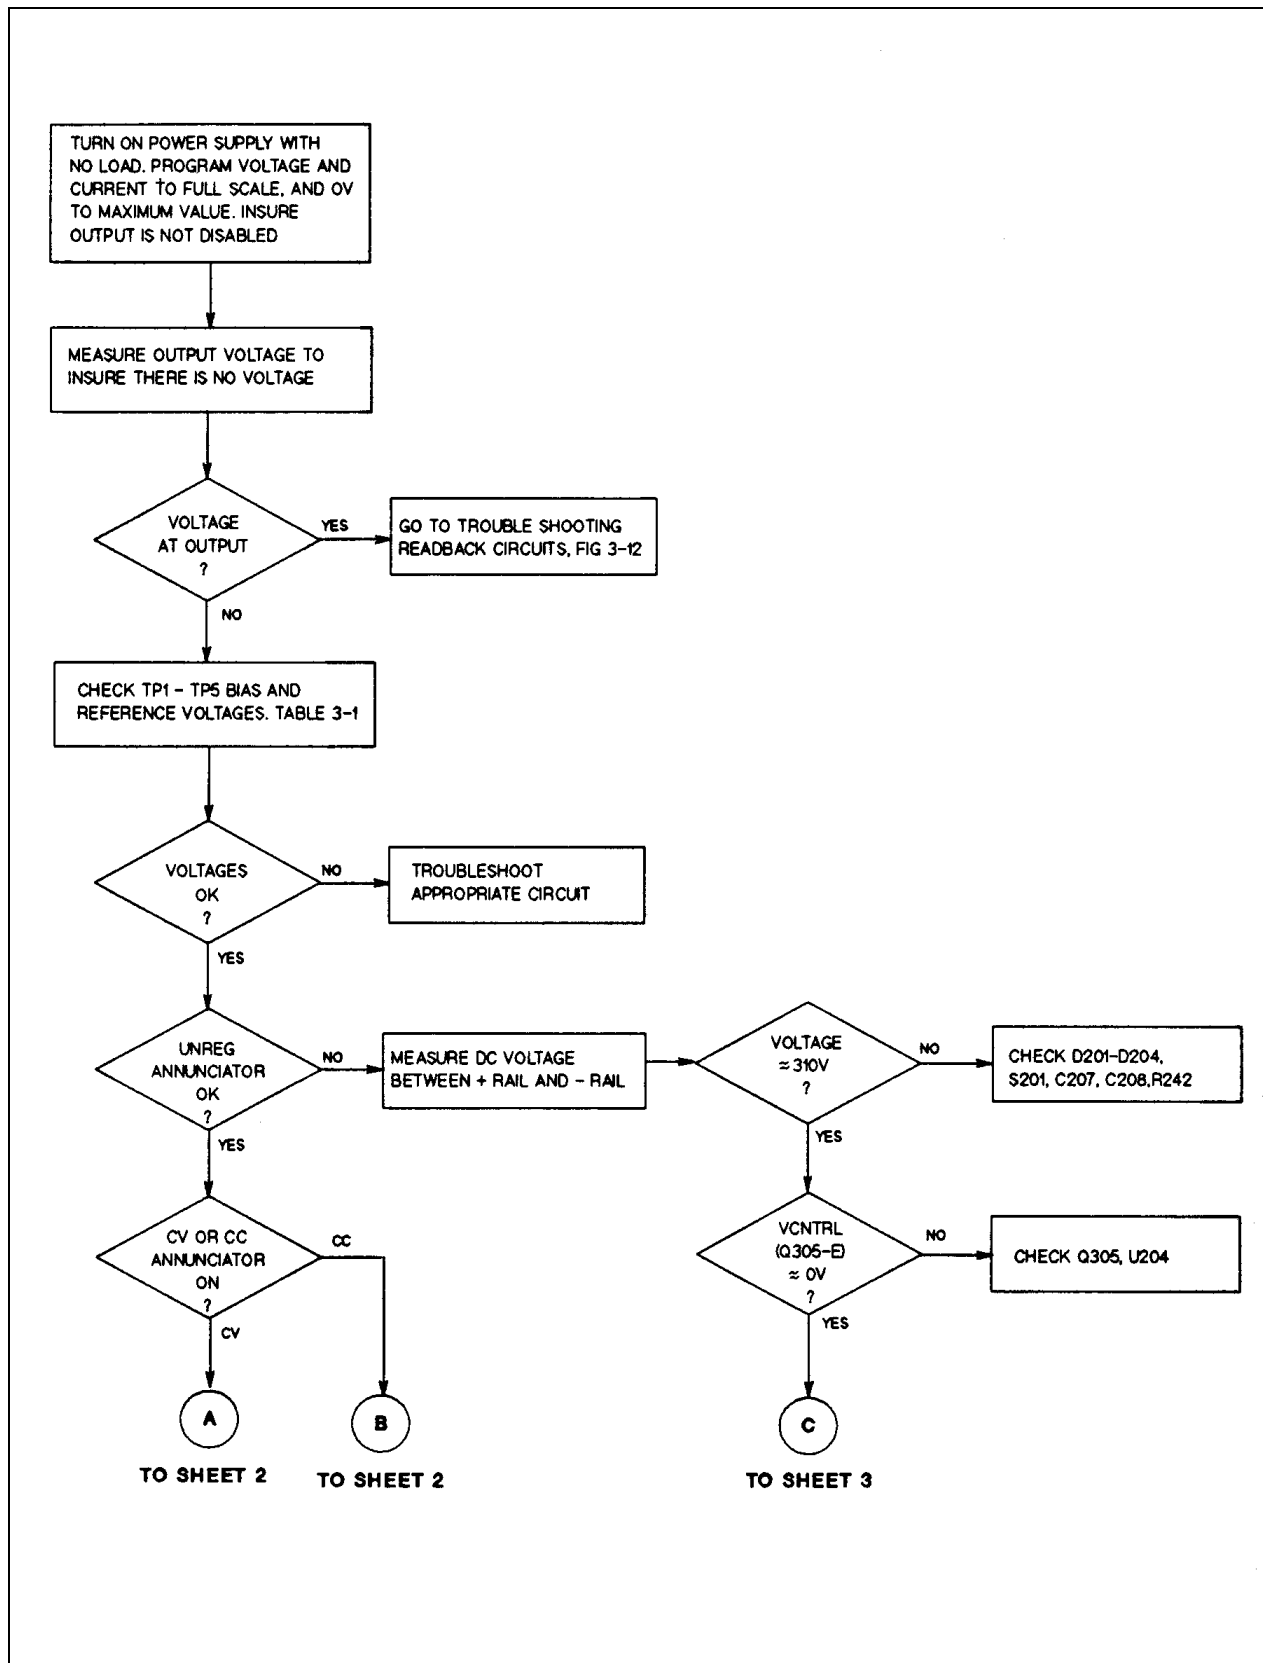 TURN ON POWER SUPPLY WITH
NO LOAD. PROGRAM VOLTAGE AND
CURRENT TO FULL SCALE, AND OV
TO MAXIMUM VALUE. INSURE
OUTPUT IS NOT DISABLED
MEASURE OUTPUT VOLTAGE TO
INSURE THERE IS NO VOLTAGE
VOLTAGE
AT OUTPUT
?
YES
GO TO TROUBLE SHOOTING
READBACK CIRCUITS, FIG 3-12
NO
CHECK TP1 - TP5 BIAS AND
REFERENCE VOLTAGES. TABLE 3-1
VOLTAGES
OK
?
NO
TROUBLESHOOT
APPROPRIATE CIRCUIT
YES
UNREG
ANNUNCIATOR
OK
?
NO
MEASURE DC VOLTAGE
BETWEEN + RAIL AND - RAIL
VOLTAGE
≈310V
?
NO
CHECK D201-D204,
S201, C207, C208,R242
YES
YES
CV OR CC
ANNUNCIATOR
ON
?
CC
CV
VCNTRL
(Q305-E)
≈ 0V
?
NO
CHECK Q305, U204
YES
A
TO SHEET 2
B
TO SHEET 2
C
TO SHEET 3